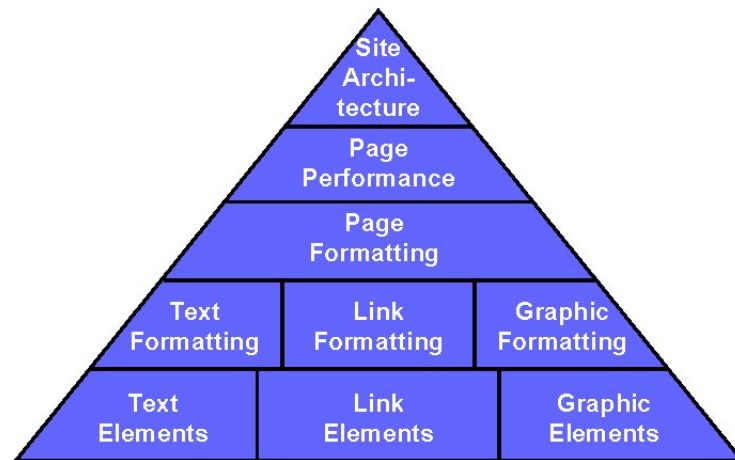 Site
Archi-
tecture
Page
Performance
Page
Formatting
Text
Formatting
Link
Formatting
Graphic
Formatting
Text
Elements
Link
Elements
Graphic
Elements